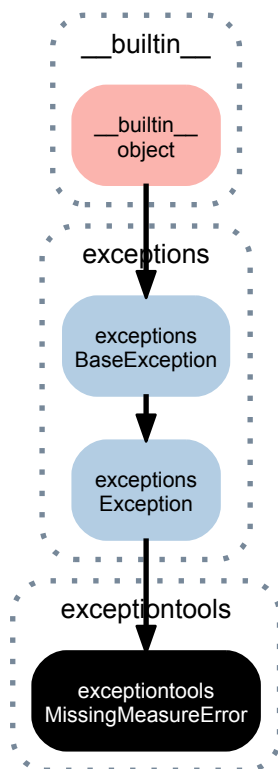 __builtin__
__builtin__
object
exceptions
exceptions
BaseException
exceptions
Exception
exceptiontools
exceptiontools
MissingMeasureError